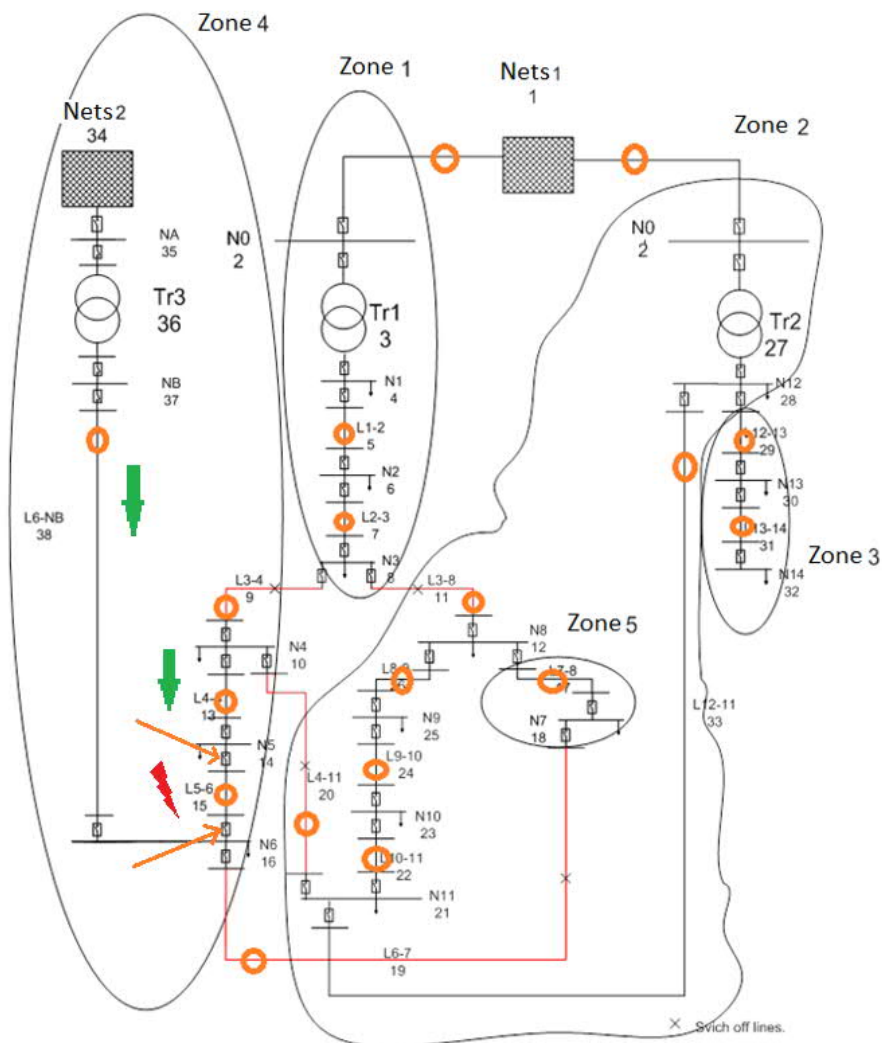 Zone 4
Zone 1
Nets1
1
Zone 2
Nets2
34
NA
35
N0
2
N0
2
Tr3
36
Tr1
3
Tr2
27
NB
37
N1
4
N12
28
L1-2
5
L12-13
29
N2
6
N13
30
L6-NB
38
L2-3
7
L13-14
31
Zone 3
N3
8
N14
32
L3-4
9
L3-8
11
N8
12
Zone 5
N4
10
L8-9
L7-8
17
L4-
13
N9
25
N7
18
L12-11
33
N5
14
L9-10
24
L4-11
20
L5-6
15
N10
23
N6
16
L10-11
22
N11
21
L6-7
19
Svich off lines.